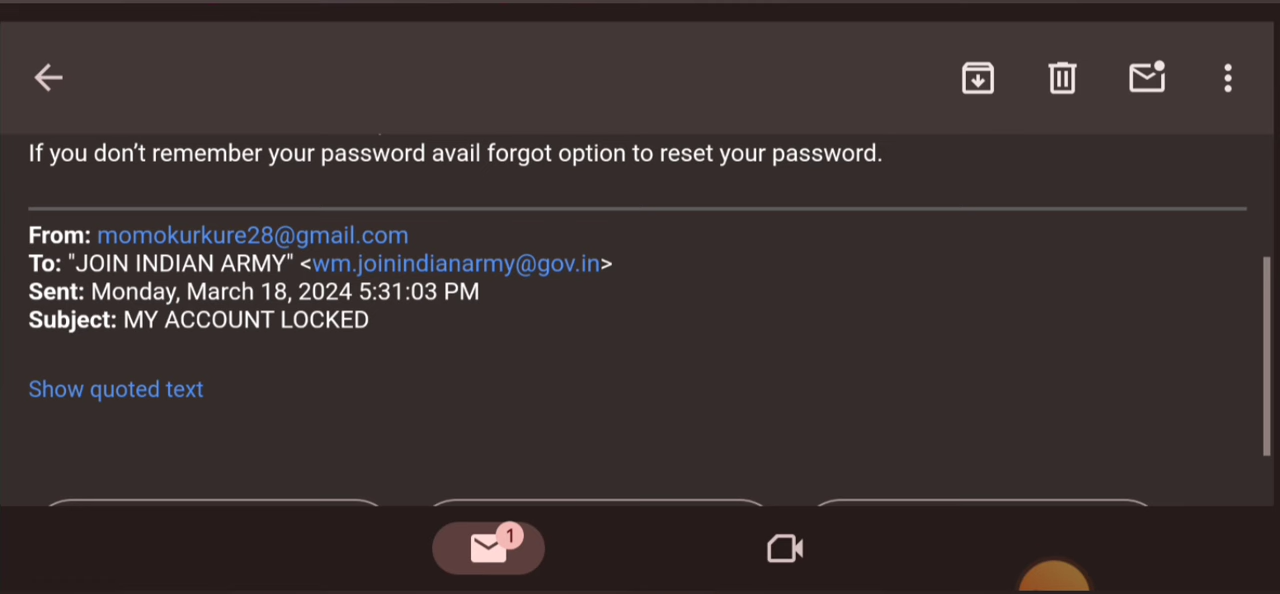 If you don’t remember your password avail forgot option to reset your password.
From: momokurkure28@gmail.com
To: "JOIN INDIAN ARMY" <wm.joinindianarmy@gov.in>
Sent: Monday, March 18, 2024 5:31:03 PM
Subject: MY ACCOUNT LOCKED
Show quoted text
1